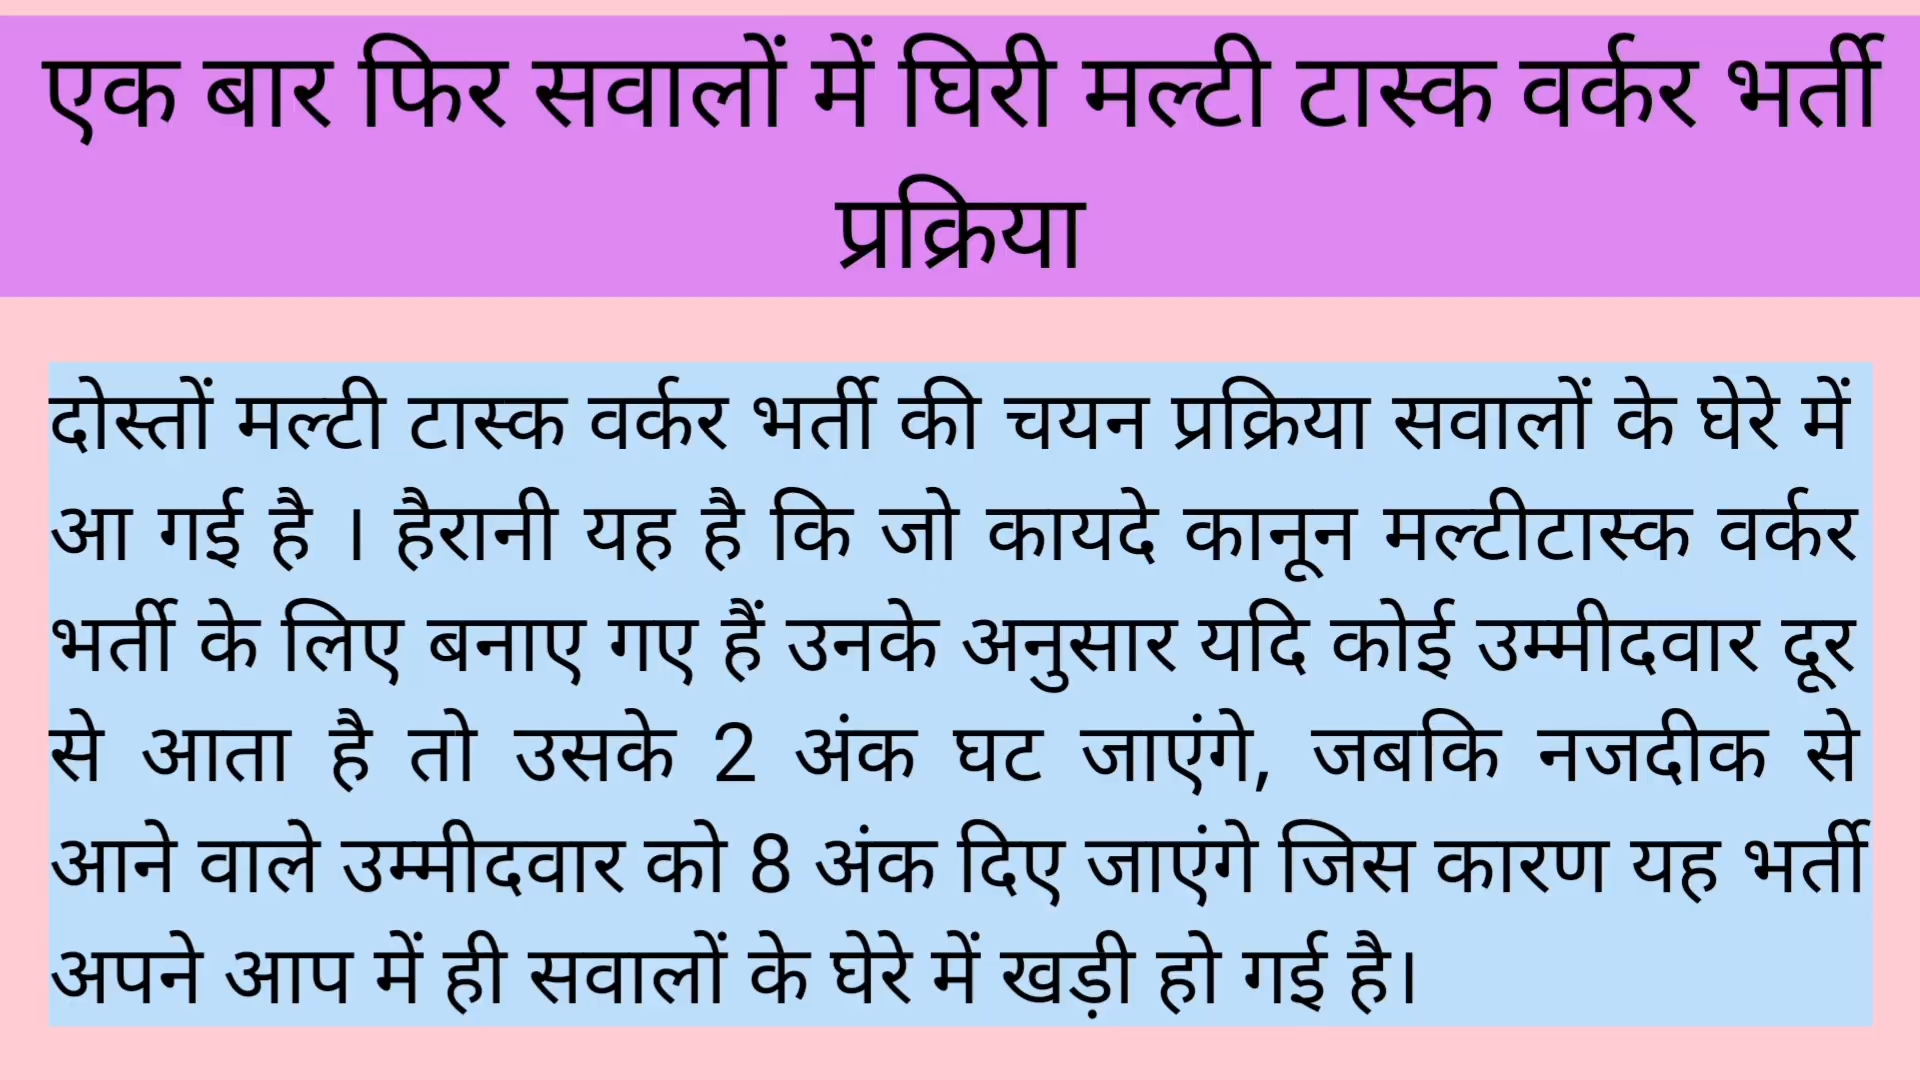 एक बार फिर सवालों में घिरी मल्टी टास्क वर्कर भर्ती
प्रक्रिया
दोस्तों मल्टी टास्क वर्कर भर्ती की चयन प्रक्रिया सवालों के घेरे में
आ गई है । हैरानी यह है कि जो कायदे कानून मल्टीटास्क वर्कर
भर्ती के लिए बनाए गए हैं उनके अनुसार यदि कोई उम्मीदवार दूर
से आता है तो उसके 2 अंक घट जाएंगे, जबकि नजदीक से
आने वाले उम्मीदवार को 8 अंक दिए जाएंगे जिस कारण यह भर्ती
अपने आप में ही सवालों के घेरे में खड़ी हो गई है।